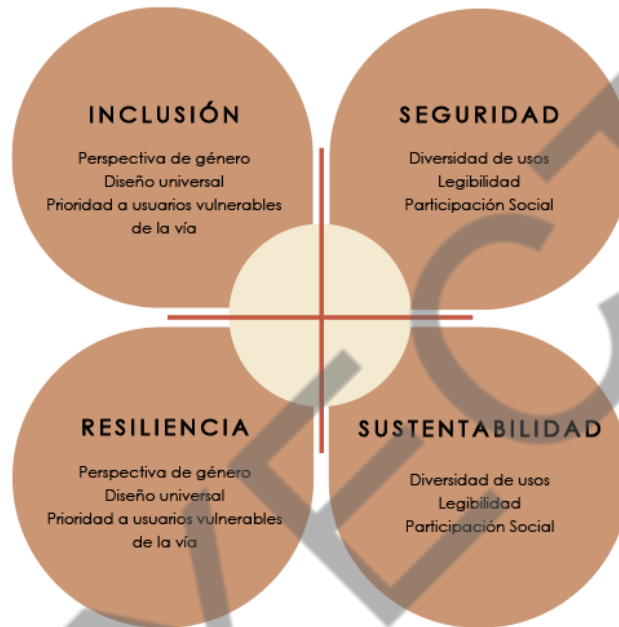 INCLUSIÓN
Perspectiva de género
Diseño universal
Prioridad a usuarios vulnerables
de la vía
SEGURIDAD
Diversidad de usos
Legibilidad
Participación Social
RESILIENCIA
Perspectiva de género
Diseño universal
Prioridad a usuarios vulnerables
de la vía
SUSTENTABILIDAD
Diversidad de usos
Legibilidad
Participación Social